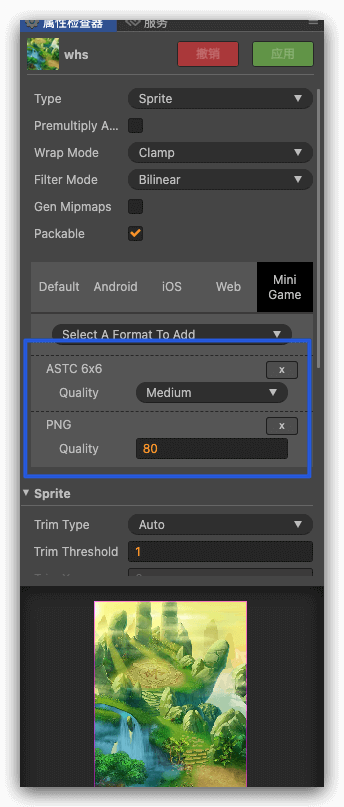 属性检查器 服务
whs 撤销 应用
Type Sprite
Premultiply A...
Wrap Mode Clamp
Filter Mode Bilinear
Gen Mipmaps
Packable
Default Android iOS Web Mini Game
Select A Format To Add
ASTC 6x6 x
Quality Medium
PNG x
Quality 80
Sprite
Trim Type Auto
Trim Threshold 1